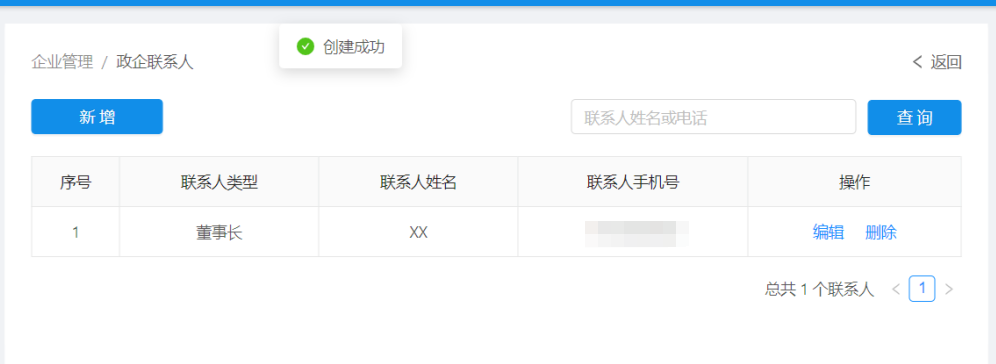 创建成功
企业管理 / 政企联系人 < 返回
新增 联系人姓名或电话 查询
序号 联系人类型 联系人姓名 联系人手机号 操作
1 董事长 XX 编辑 删除
总共 1 个联系人 < 1 >